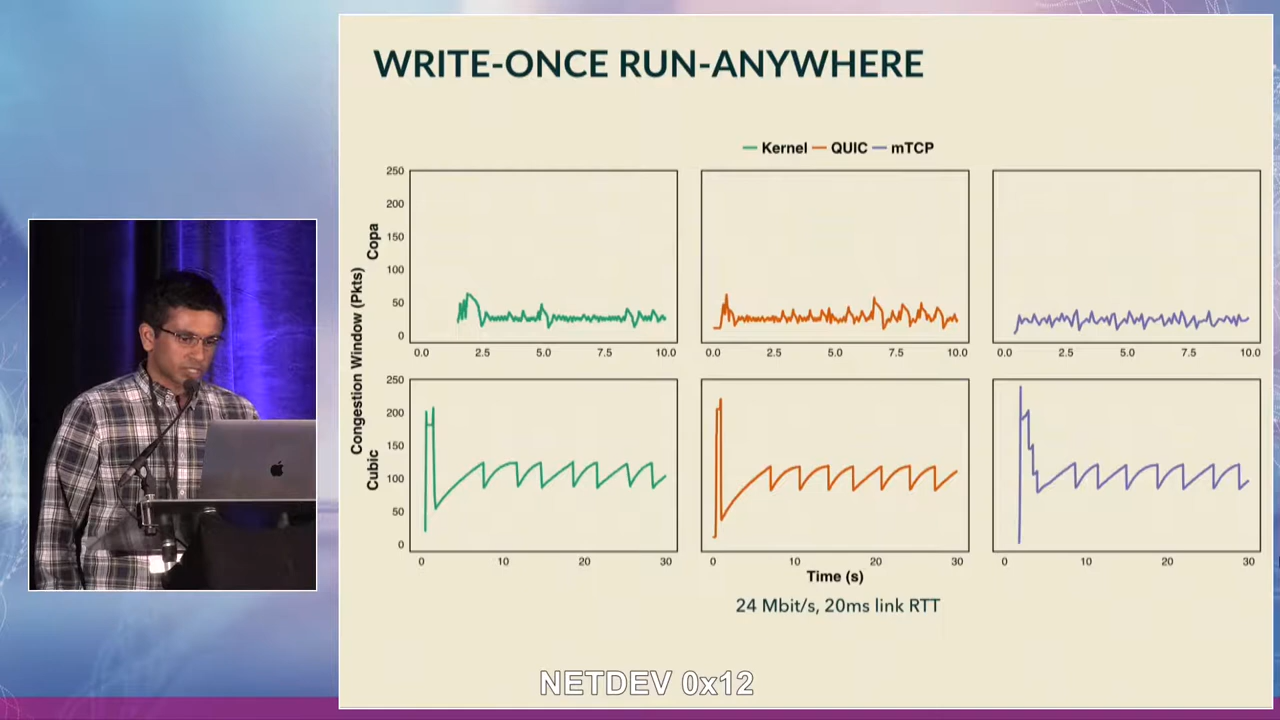 WRITE-ONCE RUN-ANYWHERE
Kernel QUIC mTCP
Congestion Window (Pkts)
Copa
250
200
150
100
50
0
0.0 2.5 5.0 7.5 10.0
0.0 2.5 5.0 7.5 10.0
0.0 2.5 5.0 7.5 10.0
Cubic
250
200
150
100
50
0
0 10 20 30
0 10 20 30
0 10 20 30
Time (s)
24 Mbit/s, 20ms link RTT
NETDEV 0x12